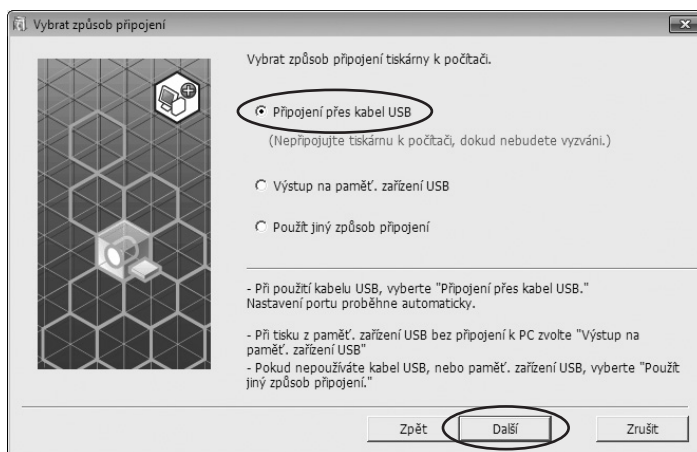 Vybrat způsob připojení
Vybrat způsob připojení tiskárny k počítači.
Připojení přes kabel USB
(Nepřipojujte tiskárnu k počítači, dokud nebudete vyzváni.)
Výstup na paměť. zařízení USB
Použít jiný způsob připojení
- Při použití kabelu USB, vyberte "Připojení přes kabel USB."
Nastavení portu proběhne automaticky.
- Při tisku z paměť. zařízení USB bez připojení k PC zvolte "Výstup na
paměť. zařízení USB"
- Pokud nepoužíváte kabel USB, nebo paměť. zařízení USB, vyberte "Použít
jiný způsob připojení."
Zpět
Další
Zrušit